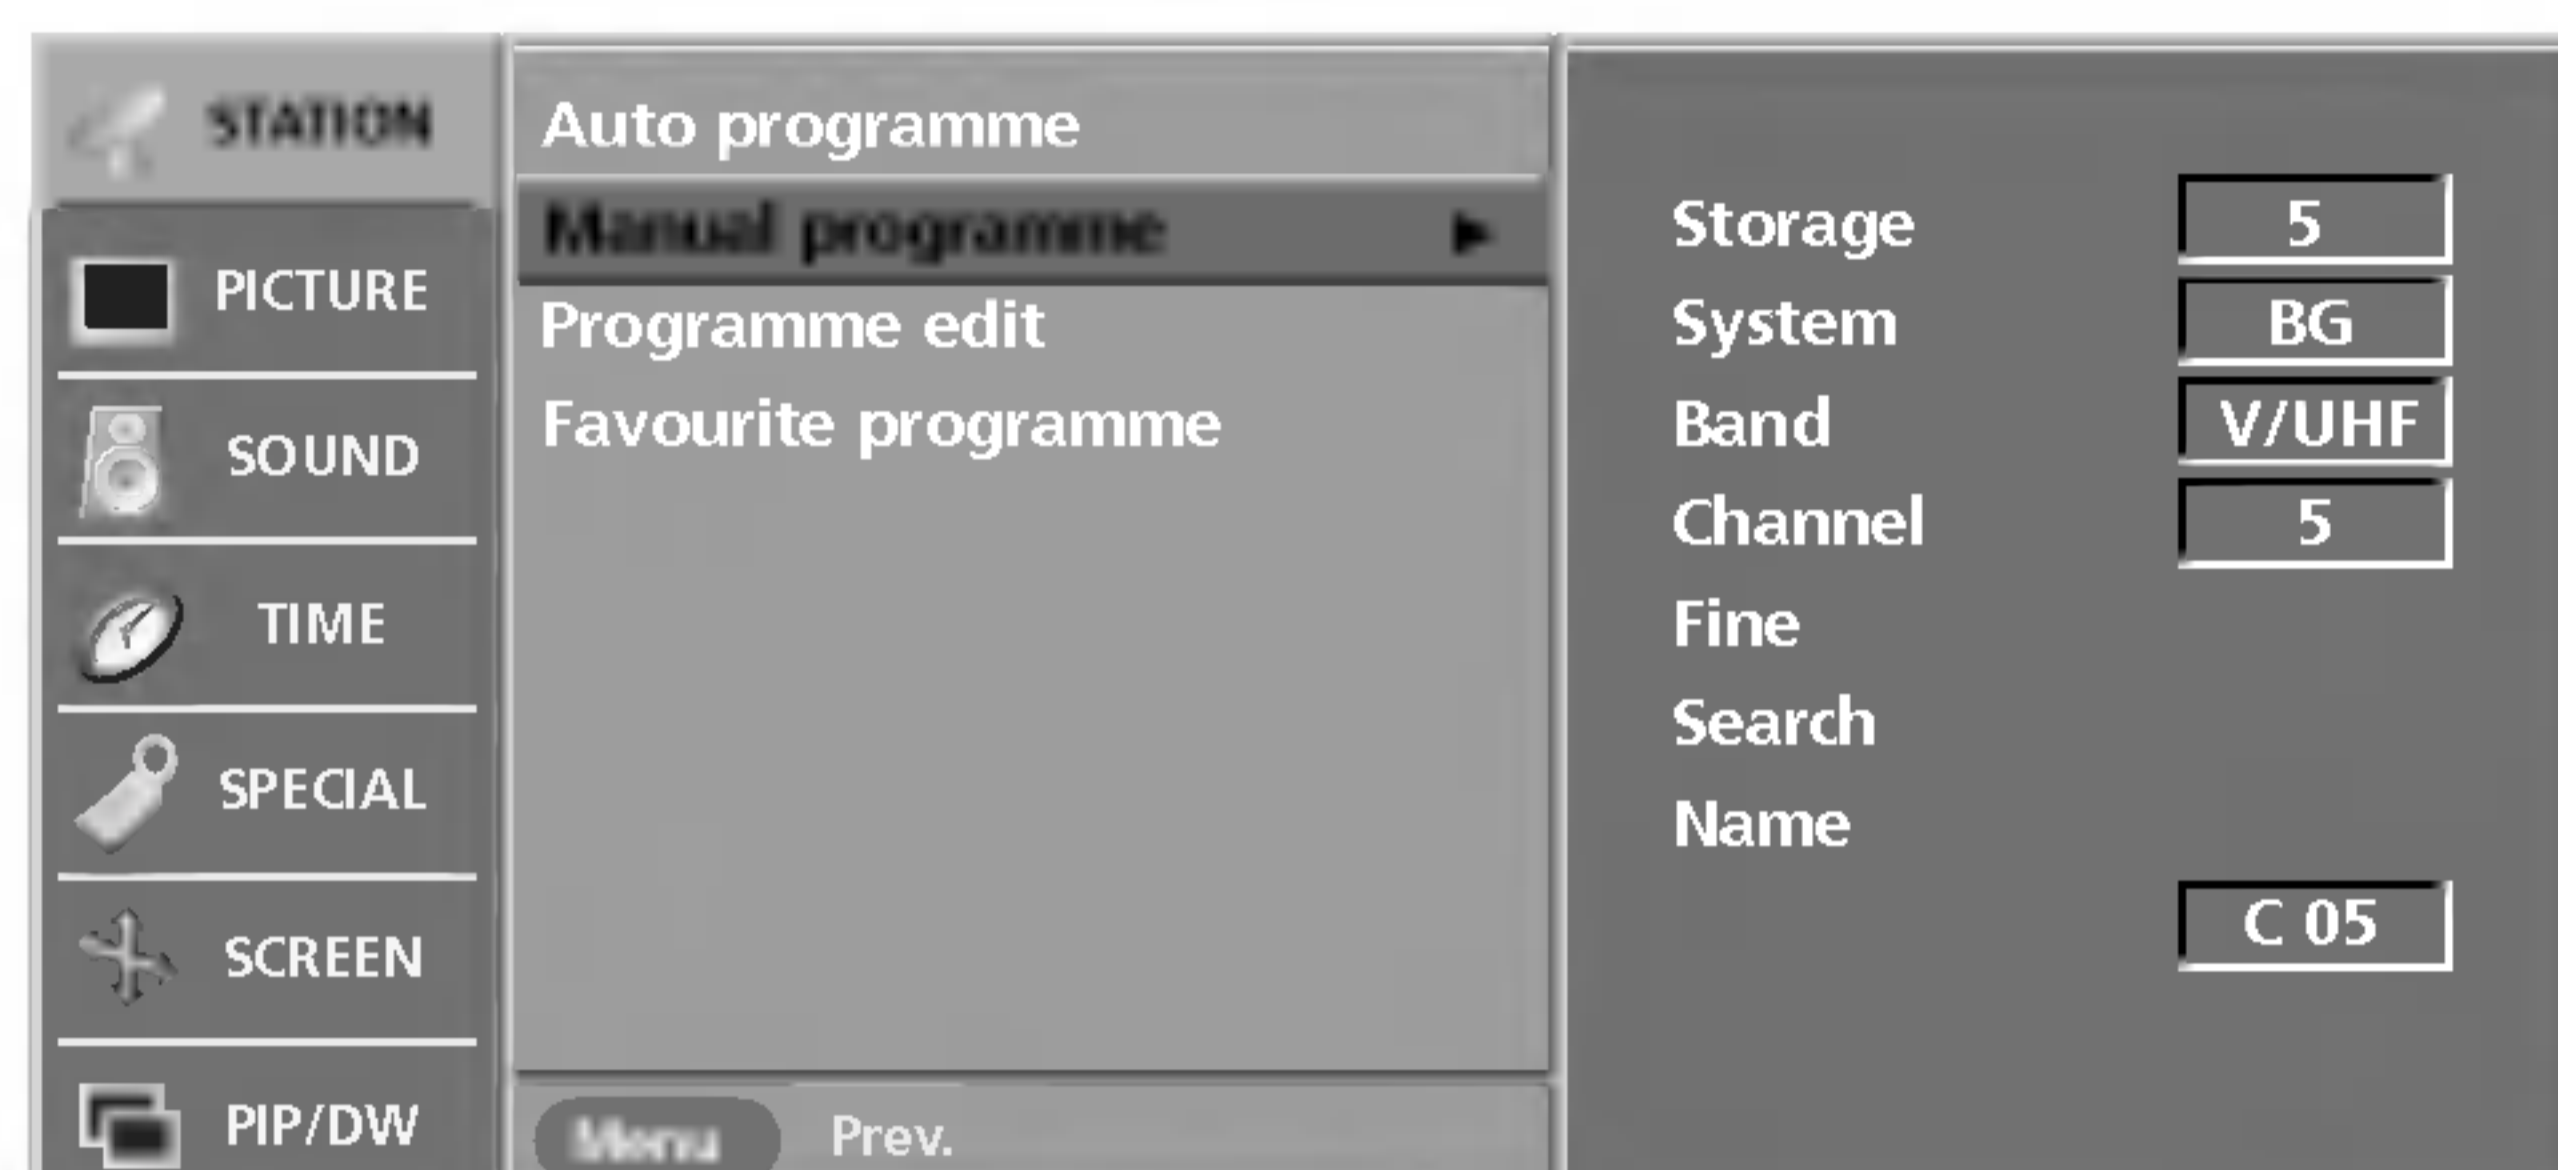 STATION
PICTURE
SOUND
TIME
SPECIAL
SCREEN
PIP/DW
Auto programme
Manual programme
Programme edit
Favourite programme
Menu Prev.
Storage 5
System BG
Band V/UHF
Channel 5
Fine
Search
Name
C 05